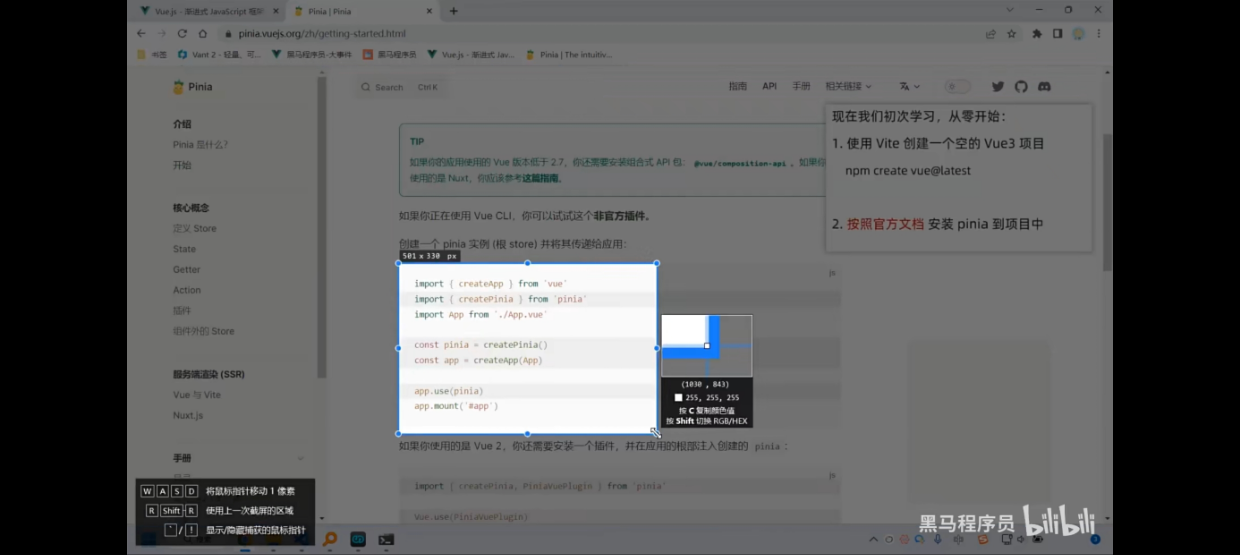 Vue.js - 渐进式 JavaScript 框架
Pinia | Pinia
pinia.vuejs.org/zh/getting-started.html
书签
Vant 2 - 轻量、可...
黑马程序员-大事件
黑马程序员
Vue.js - 渐进式 Jav...
Pinia | The intuitiv...
Pinia
Search
Ctrl K
指南
API
手册
相关链接
介绍
Pinia 是什么?
开始
核心概念
定义 Store
State
Getter
Action
插件
组件外的 Store
服务端渲染 (SSR)
Vue 与 Vite
Nuxt.js
手册
TIP
如果你的应用使用的 Vue 版本低于 2.7，你还需要安装组合式 API 包： @vue/composition-api 。如果你
使用的是 Nuxt，你应该参考这篇指南。
如果你正在使用 Vue CLI，你可以试试这个非官方插件。
创建一个 pinia 实例 (根 store) 并将其传递给应用：
501 x 330 px
js
import { createApp } from 'vue'
import { createPinia } from 'pinia'
import App from './App.vue'
const pinia = createPinia()
const app = createApp(App)
app.use(pinia)
app.mount('#app')
(1030 , 843)
255, 255, 255
按 C 复制颜色值
按 Shift 切换 RGB/HEX
如果你使用的是 Vue 2，你还需要安装一个插件，并在应用的根部注入创建的 pinia ：
js
import { createPinia, PiniaVuePlugin } from 'pinia'
Vue.use(PiniaVuePlugin)
现在我们初次学习，从零开始：
1. 使用 Vite 创建一个空的 Vue3 项目
npm create vue@latest
2. 按照官方文档 安装 pinia 到项目中
W A S D 将鼠标指针移动 1 像素
R Shift-R 使用上一次截屏的区域
显示/隐藏捕获的鼠标指针
黑马程序员 bilibili